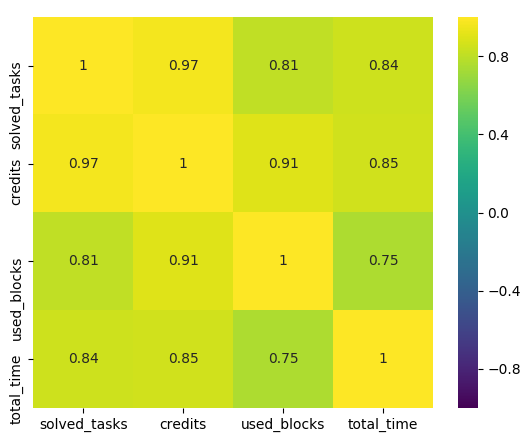 solved_tasks 1 0.97 0.81 0.84
credits 0.97 1 0.91 0.85
used_blocks 0.81 0.91 1 0.75
total_time 0.84 0.85 0.75 1
solved_tasks credits used_blocks total_time
0.8
0.4
0.0
−0.4
−0.8